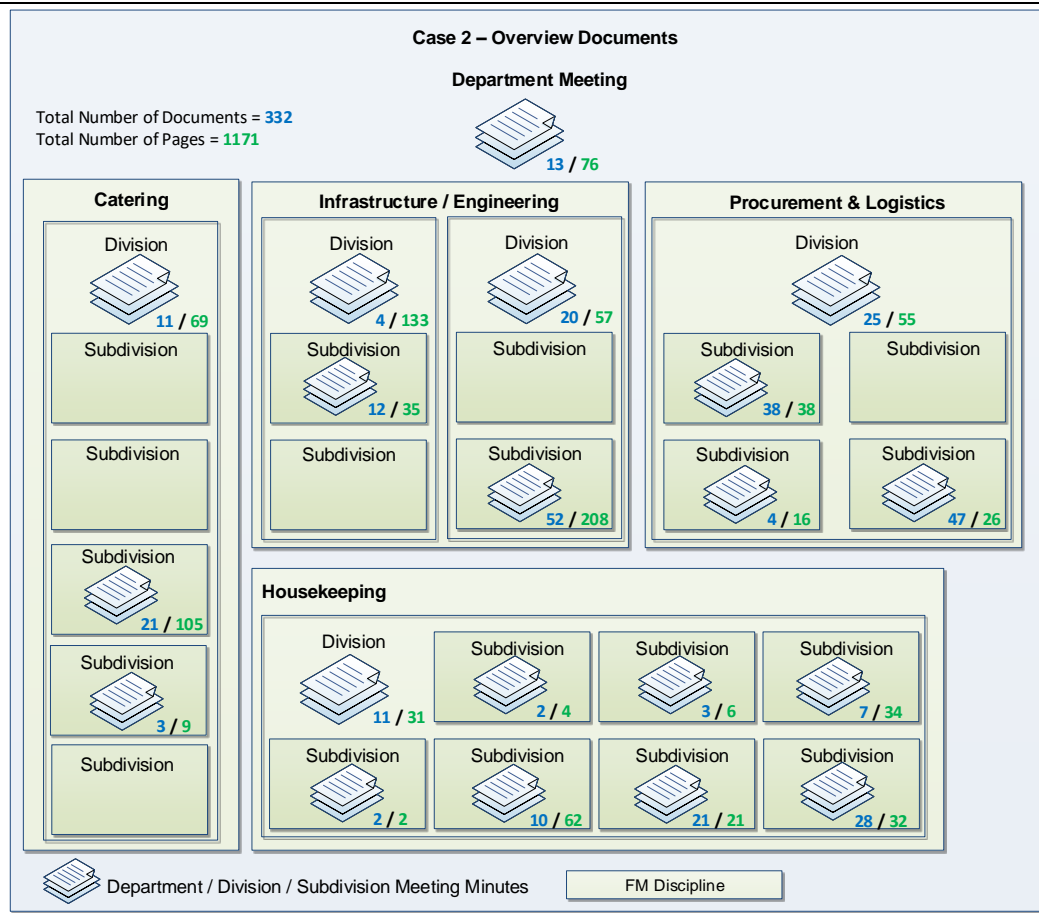 Case 2 – Overview Documents
Department Meeting
Total Number of Documents = 332
Total Number of Pages = 1171
13 / 76
Catering
Division
11 / 69
Subdivision
Subdivision
Subdivision
21 / 105
Subdivision
3 / 9
Subdivision
Infrastructure / Engineering
Division
4 / 133
Subdivision
12 / 35
Subdivision
Division
20 / 57
Subdivision
Subdivision
52 / 208
Procurement & Logistics
Division
25 / 55
Subdivision
38 / 38
Subdivision
Subdivision
4 / 16
Subdivision
47 / 26
Housekeeping
Division
11 / 31
Subdivision
2 / 4
Subdivision
3 / 6
Subdivision
7 / 34
Subdivision
2 / 2
Subdivision
10 / 62
Subdivision
21 / 21
Subdivision
28 / 32
Department / Division / Subdivision Meeting Minutes
FM Discipline